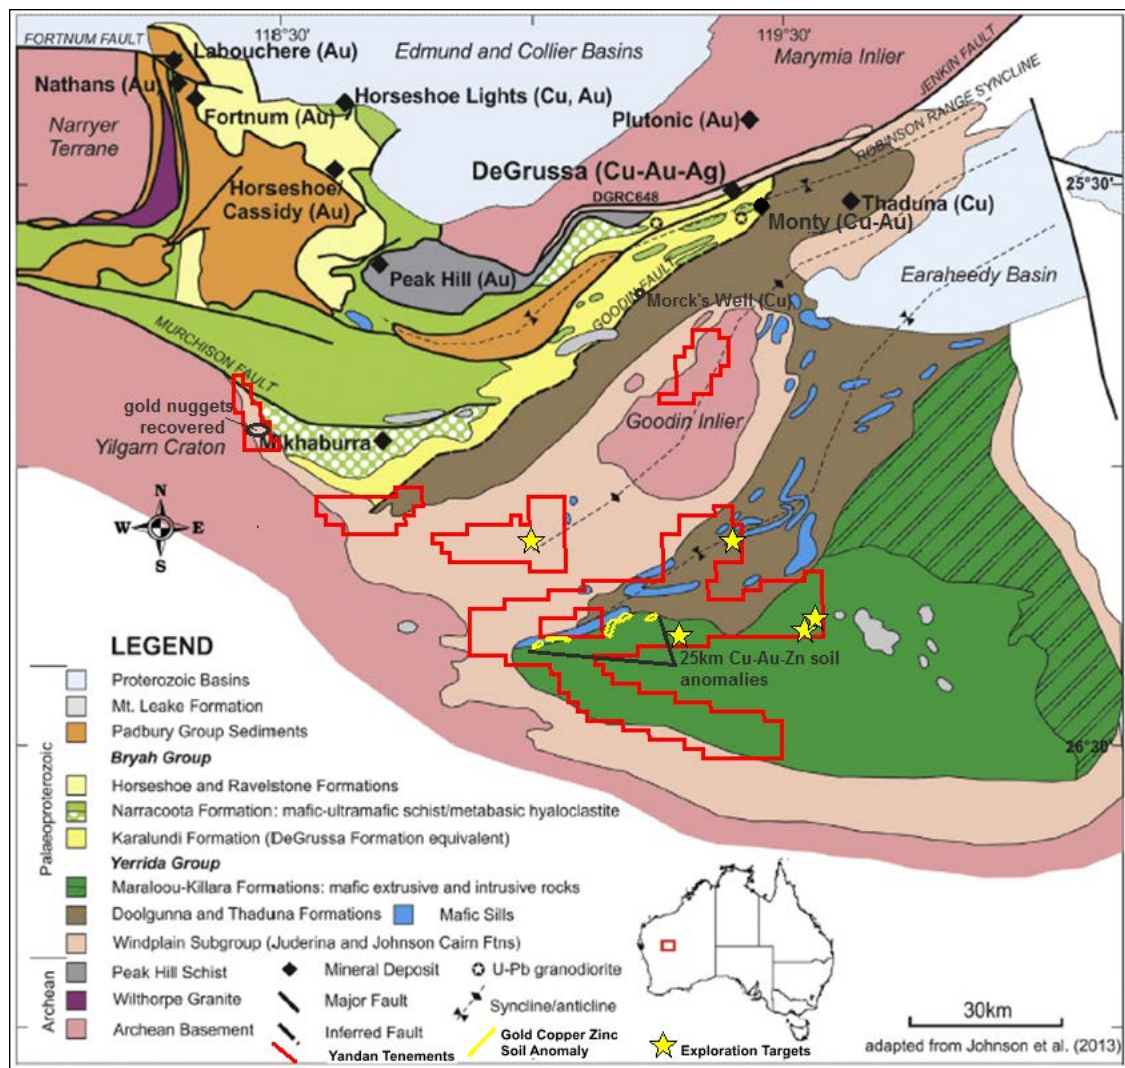 FORTNUM FAULT
118°30'
119°30'
Labouchere (Au)
Edmund and Collier Basins
Marymia Inlier
JENKIN FAULT
Nathans (Au)
Horseshoe Lights (Cu, Au)
ROBINSON RANGE SYNCLINE
Narryer
Terrane
Fortnum (Au)
Plutonic (Au)
DeGrussa (Cu-Au-Ag)
25°30'
Horseshoe/
Cassidy (Au)
DGRC648
Thaduna (Cu)
Monty (Cu-Au)
Peak Hill (Au)
Earaheedy Basin
GOODIN FAULT
Morck's Well (Cu)
MURCHISON FAULT
gold nuggets
recovered
Goodin Inlier
Yilgarn Craton
Mikhaburra
N
W
E
S
LEGEND
25km Cu-Au-Zn soil
anomalies
Proterozoic Basins
Mt. Leake Formation
Padbury Group Sediments
26°30'
Bryah Group
Horseshoe and Ravelstone Formations
Narracoota Formation: mafic-ultramafic schist/metabasic hyaloclastite
Karalundi Formation (DeGrussa Formation equivalent)
Palaeoproterozoic
Yerrida Group
Maraloou-Killara Formations: mafic extrusive and intrusive rocks
Doolgunna and Thaduna Formations
Mafic Sills
Windplain Subgroup (Juderina and Johnson Cairn Ftns)
Archean
Peak Hill Schist
Mineral Deposit
U-Pb granodiorite
Wilthorpe Granite
Major Fault
Syncline/anticline
Archean Basement
Inferred Fault
Gold Copper Zinc
Soil Anomaly
Yandan Tenements
Exploration Targets
30km
adapted from Johnson et al. (2013)